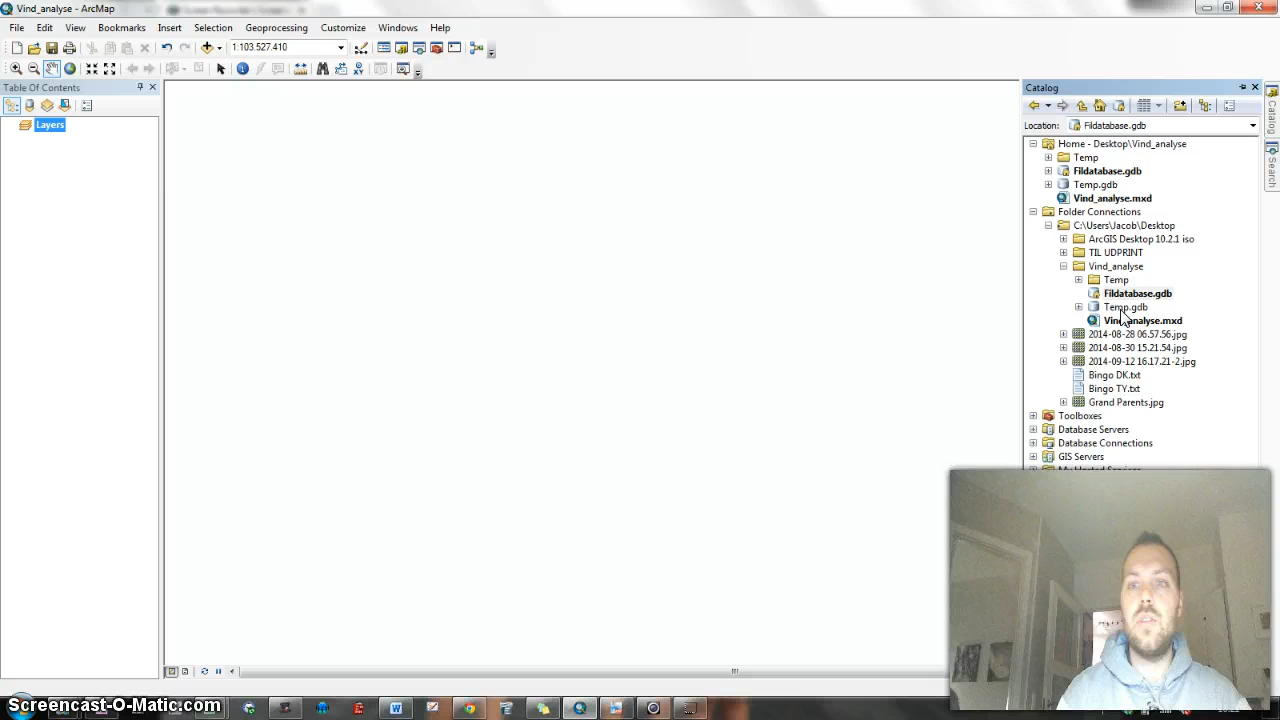 Vind_analyse - ArcMap
File Edit View Bookmarks Insert Selection Geoprocessing Customize Windows Help
1:103.527.410
Table Of Contents
Layers
Catalog
Location: Fildatabase.gdb
Home - Desktop\Vind_analyse
Temp
Fildatabase.gdb
Temp.gdb
Vind_analyse.mxd
Folder Connections
C:\Users\Jacob\Desktop
ArcGIS Desktop 10.2.1 iso
TIL UDPRINT
Vind_analyse
Temp
Fildatabase.gdb
Temp.gdb
Vind_analyse.mxd
2014-08-28 06.57.56.jpg
2014-08-30 15.21.54.jpg
2014-09-12 16.17.21-2.jpg
Bingo DK.txt
Bingo TY.txt
Grand Parents.jpg
Toolboxes
Database Servers
Database Connections
GIS Servers
Catalog
Search
Screencast-O-Matic.com